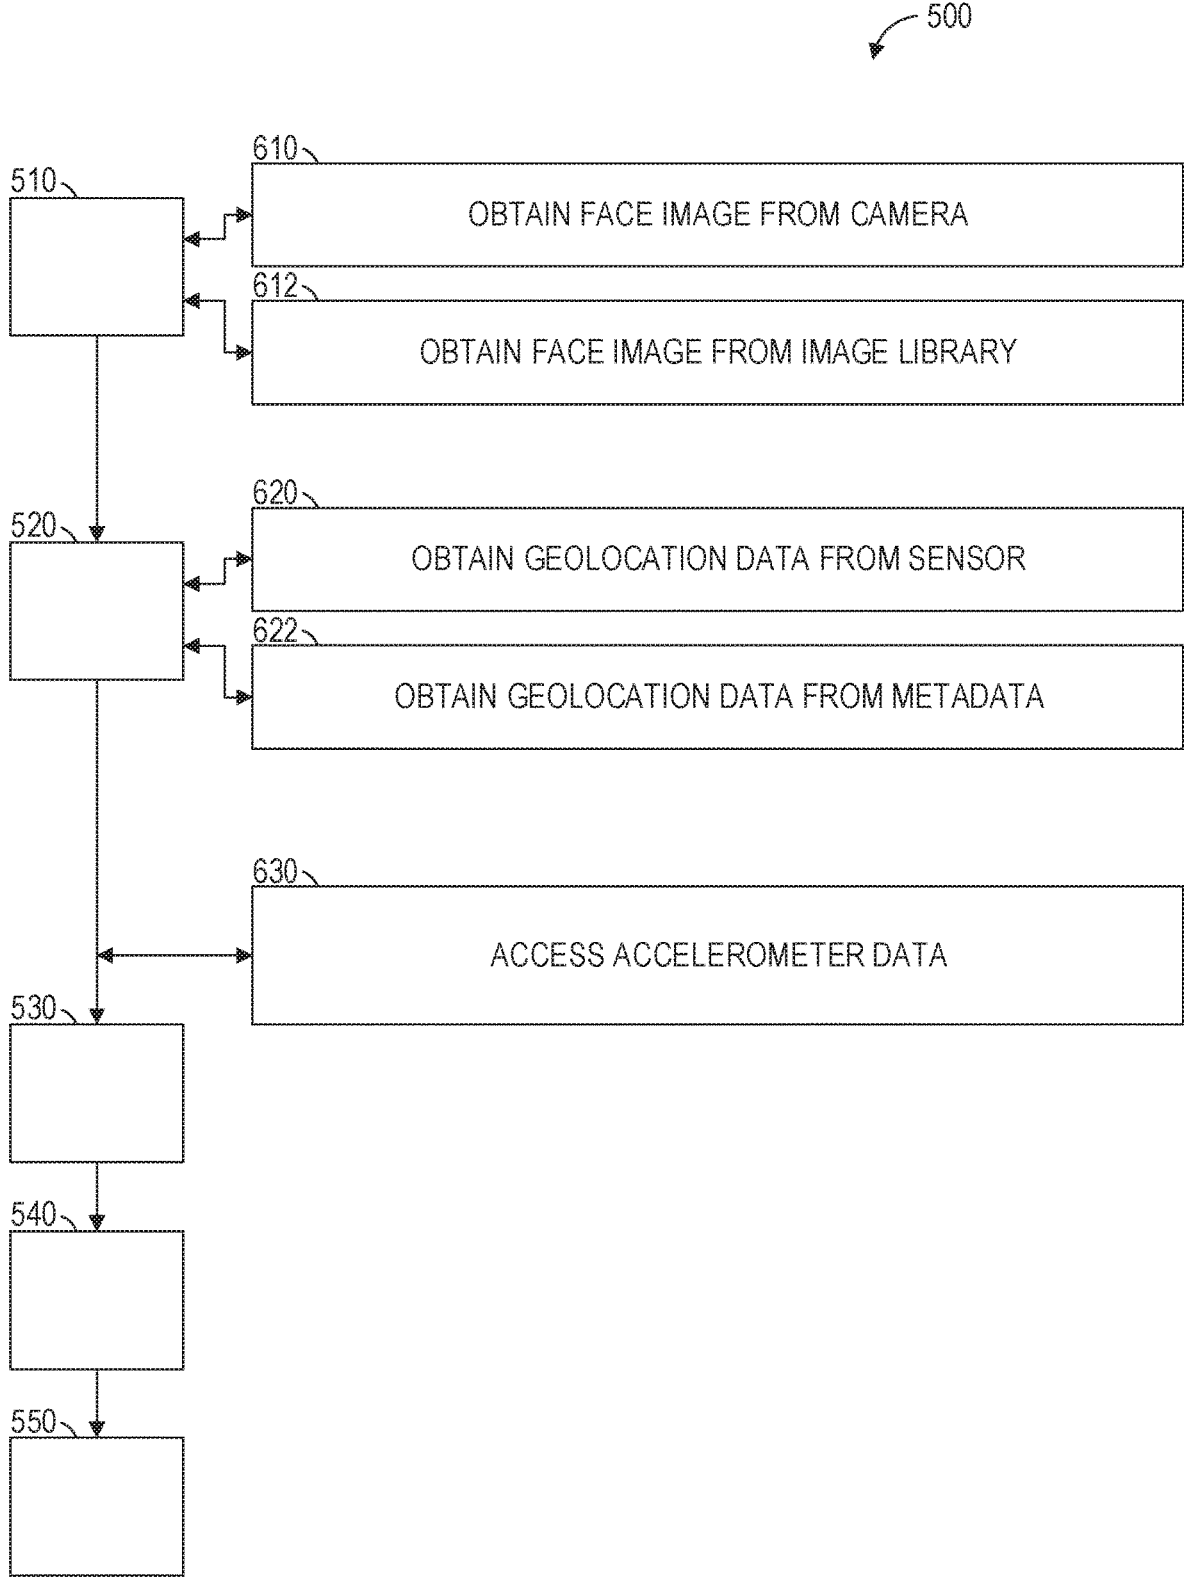 500
610
510
OBTAIN FACE IMAGE FROM CAMERA
612
OBTAIN FACE IMAGE FROM IMAGE LIBRARY
620
520
OBTAIN GEOLOCATION DATA FROM SENSOR
622
OBTAIN GEOLOCATION DATA FROM METADATA
630
ACCESS ACCELEROMETER DATA
530
540
550